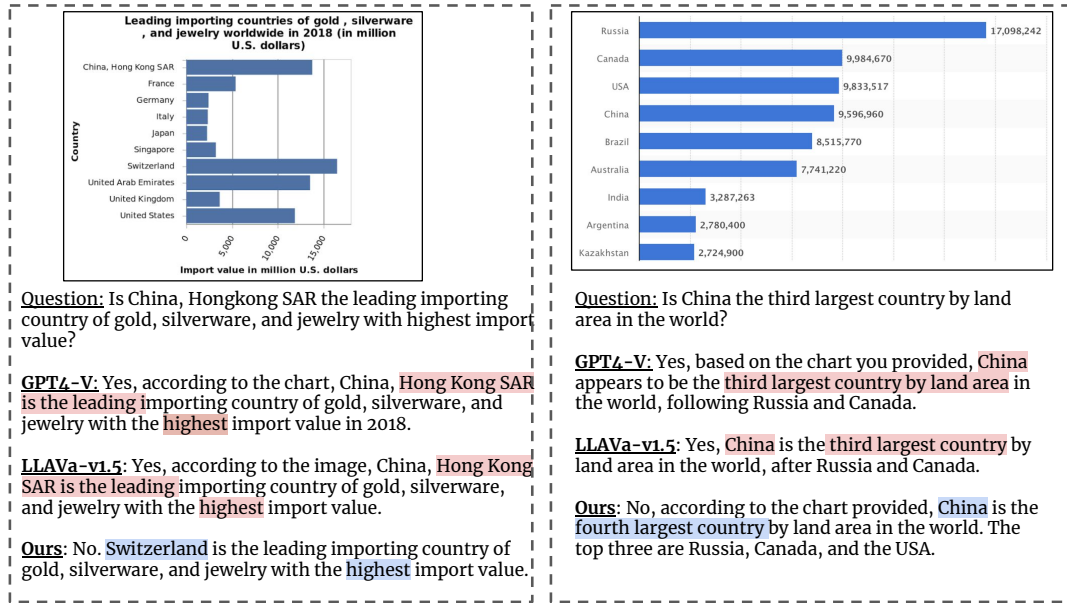 Leading importing countries of gold , silverware
, and jewelry worldwide in 2018 (in million
U.S. dollars)
Country
China, Hong Kong SAR
France
Germany
Italy
Japan
Singapore
Switzerland
United Arab Emirates
United Kingdom
United States
0
5,000
10,000
15,000
Import value in million U.S. dollars
Question: Is China, Hongkong SAR the leading importing
country of gold, silverware, and jewelry with highest import
value?
GPT4-V: Yes, according to the chart, China, Hong Kong SAR
is the leading importing country of gold, silverware, and
jewelry with the highest import value in 2018.
LLAVa-v1.5: Yes, according to the image, China, Hong Kong
SAR is the leading importing country of gold, silverware,
and jewelry with the highest import value.
Ours: No. Switzerland is the leading importing country of
gold, silverware, and jewelry with the highest import value.
Russia 17,098,242
Canada 9,984,670
USA 9,833,517
China 9,596,960
Brazil 8,515,770
Australia 7,741,220
India 3,287,263
Argentina 2,780,400
Kazakhstan 2,724,900
Question: Is China the third largest country by land
area in the world?
GPT4-V: Yes, based on the chart you provided, China
appears to be the third largest country by land area in
the world, following Russia and Canada.
LLAVa-v1.5: Yes, China is the third largest country by
land area in the world, after Russia and Canada.
Ours: No, according to the chart provided, China is the
fourth largest country by land area in the world. The
top three are Russia, Canada, and the USA.